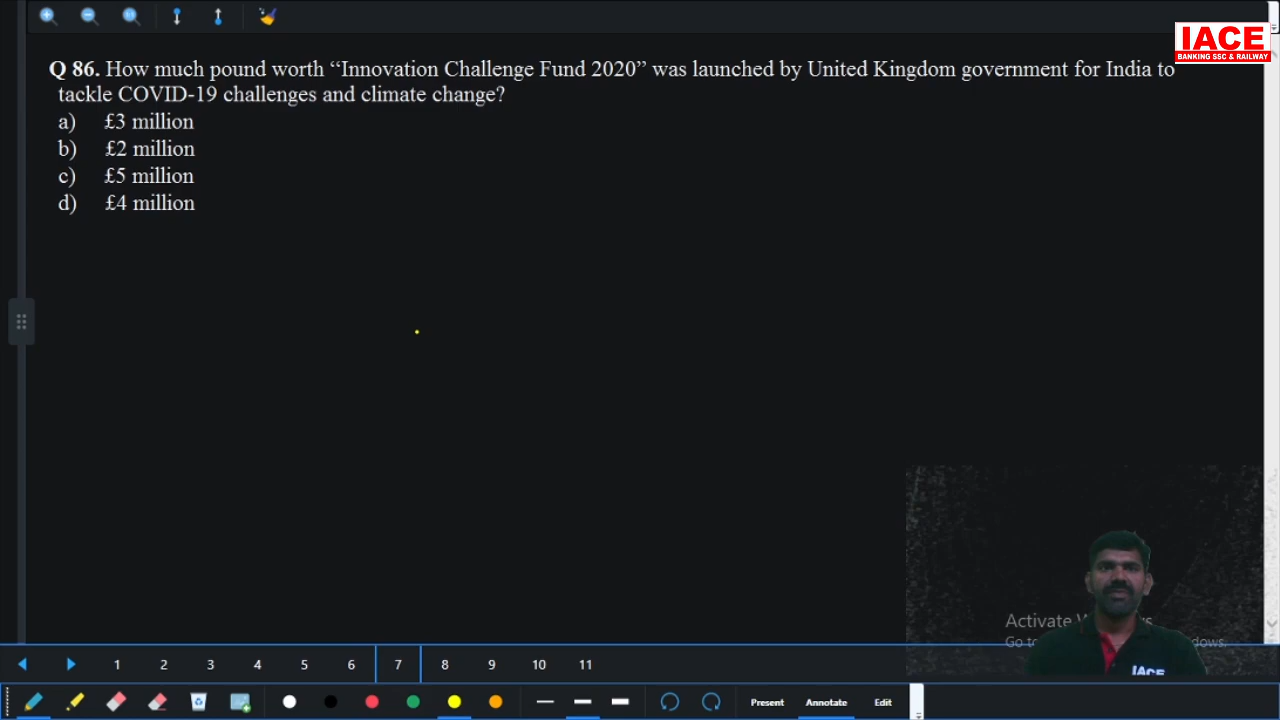 IACE
BANKING SSC & RAILWAY
Q 86. How much pound worth “Innovation Challenge Fund 2020” was launched by United Kingdom government for India to
tackle COVID-19 challenges and climate change?
a) £3 million
b) £2 million
c) £5 million
d) £4 million
Activate
Go to
IACE
1 2 3 4 5 6 7 8 9 10 11
Present Annotate Edit